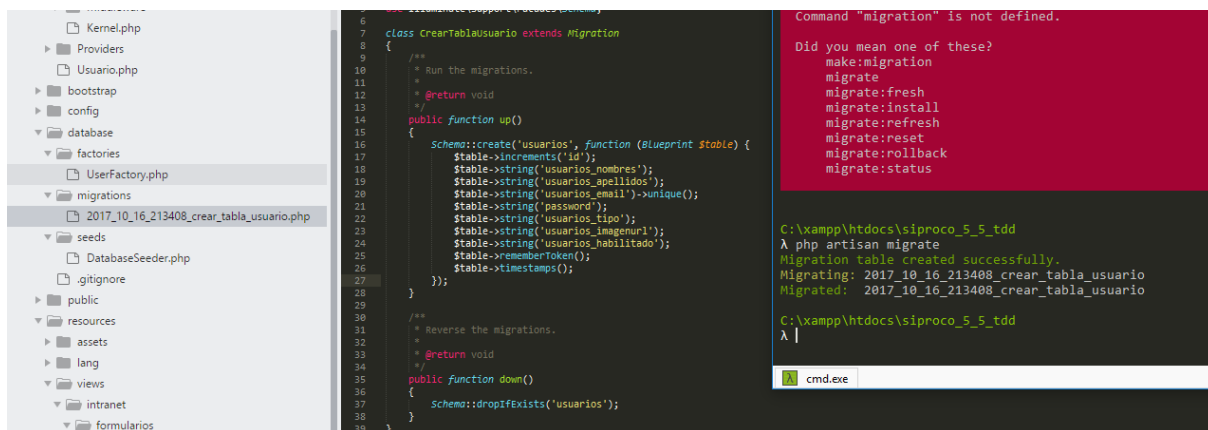 Kernel.php
Providers
Usuario.php
bootstrap
config
database
factories
UserFactory.php
migrations
2017_10_16_213408_crear_tabla_usuario.php
seeds
DatabaseSeeder.php
.gitignore
public
resources
assets
lang
views
intranet
formularios
6
7 class CrearTablaUsuario extends Migration
8 {
9 /**
10 * Run the migrations.
11 *
12 * @return void
13 */
14 public function up()
15 {
16 Schema::create('usuarios', function (Blueprint $table) {
17 $table->increments('id');
18 $table->string('usuarios_nombres');
19 $table->string('usuarios_apellidos');
20 $table->string('usuarios_email')->unique();
21 $table->string('password');
22 $table->string('usuarios_tipo');
23 $table->string('usuarios_imagenurl');
24 $table->string('usuarios_habilitado');
25 $table->rememberToken();
26 $table->timestamps();
27 });
28 }
29
30 /**
31 * Reverse the migrations.
32 *
33 * @return void
34 */
35 public function down()
36 {
37 Schema::dropIfExists('usuarios');
38 }
39 }
Command "migration" is not defined.
Did you mean one of these?
make:migration
migrate
migrate:fresh
migrate:install
migrate:refresh
migrate:reset
migrate:rollback
migrate:status
C:\xampp\htdocs\siproco_5_5_tdd
λ php artisan migrate
Migration table created successfully.
Migrating: 2017_10_16_213408_crear_tabla_usuario
Migrated: 2017_10_16_213408_crear_tabla_usuario
C:\xampp\htdocs\siproco_5_5_tdd
λ
λ cmd.exe